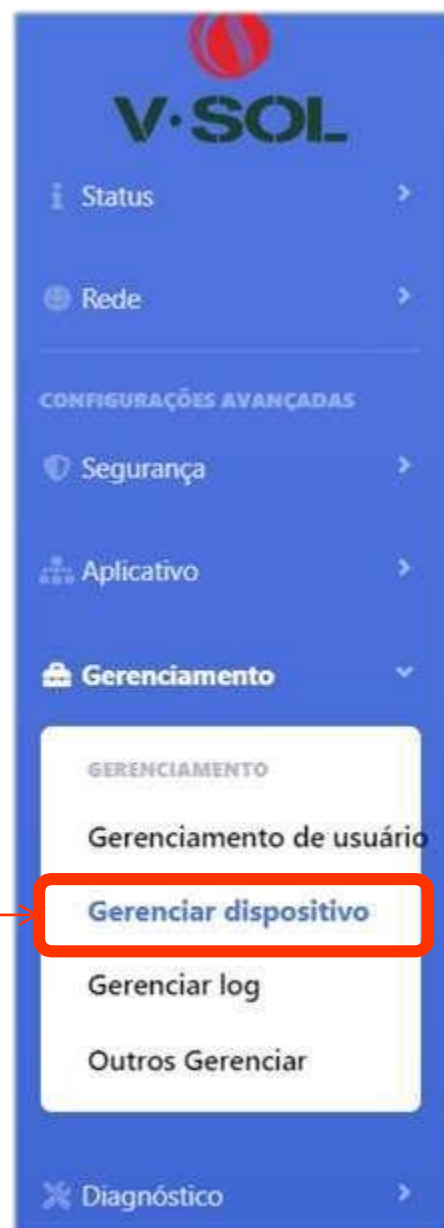 V·SOL
Status
Rede
CONFIGURAÇÕES AVANÇADAS
Segurança
Aplicativo
Gerenciamento
GERENCIAMENTO
Gerenciamento de usuário
Gerenciar dispositivo
Gerenciar log
Outros Gerenciar
Diagnóstico